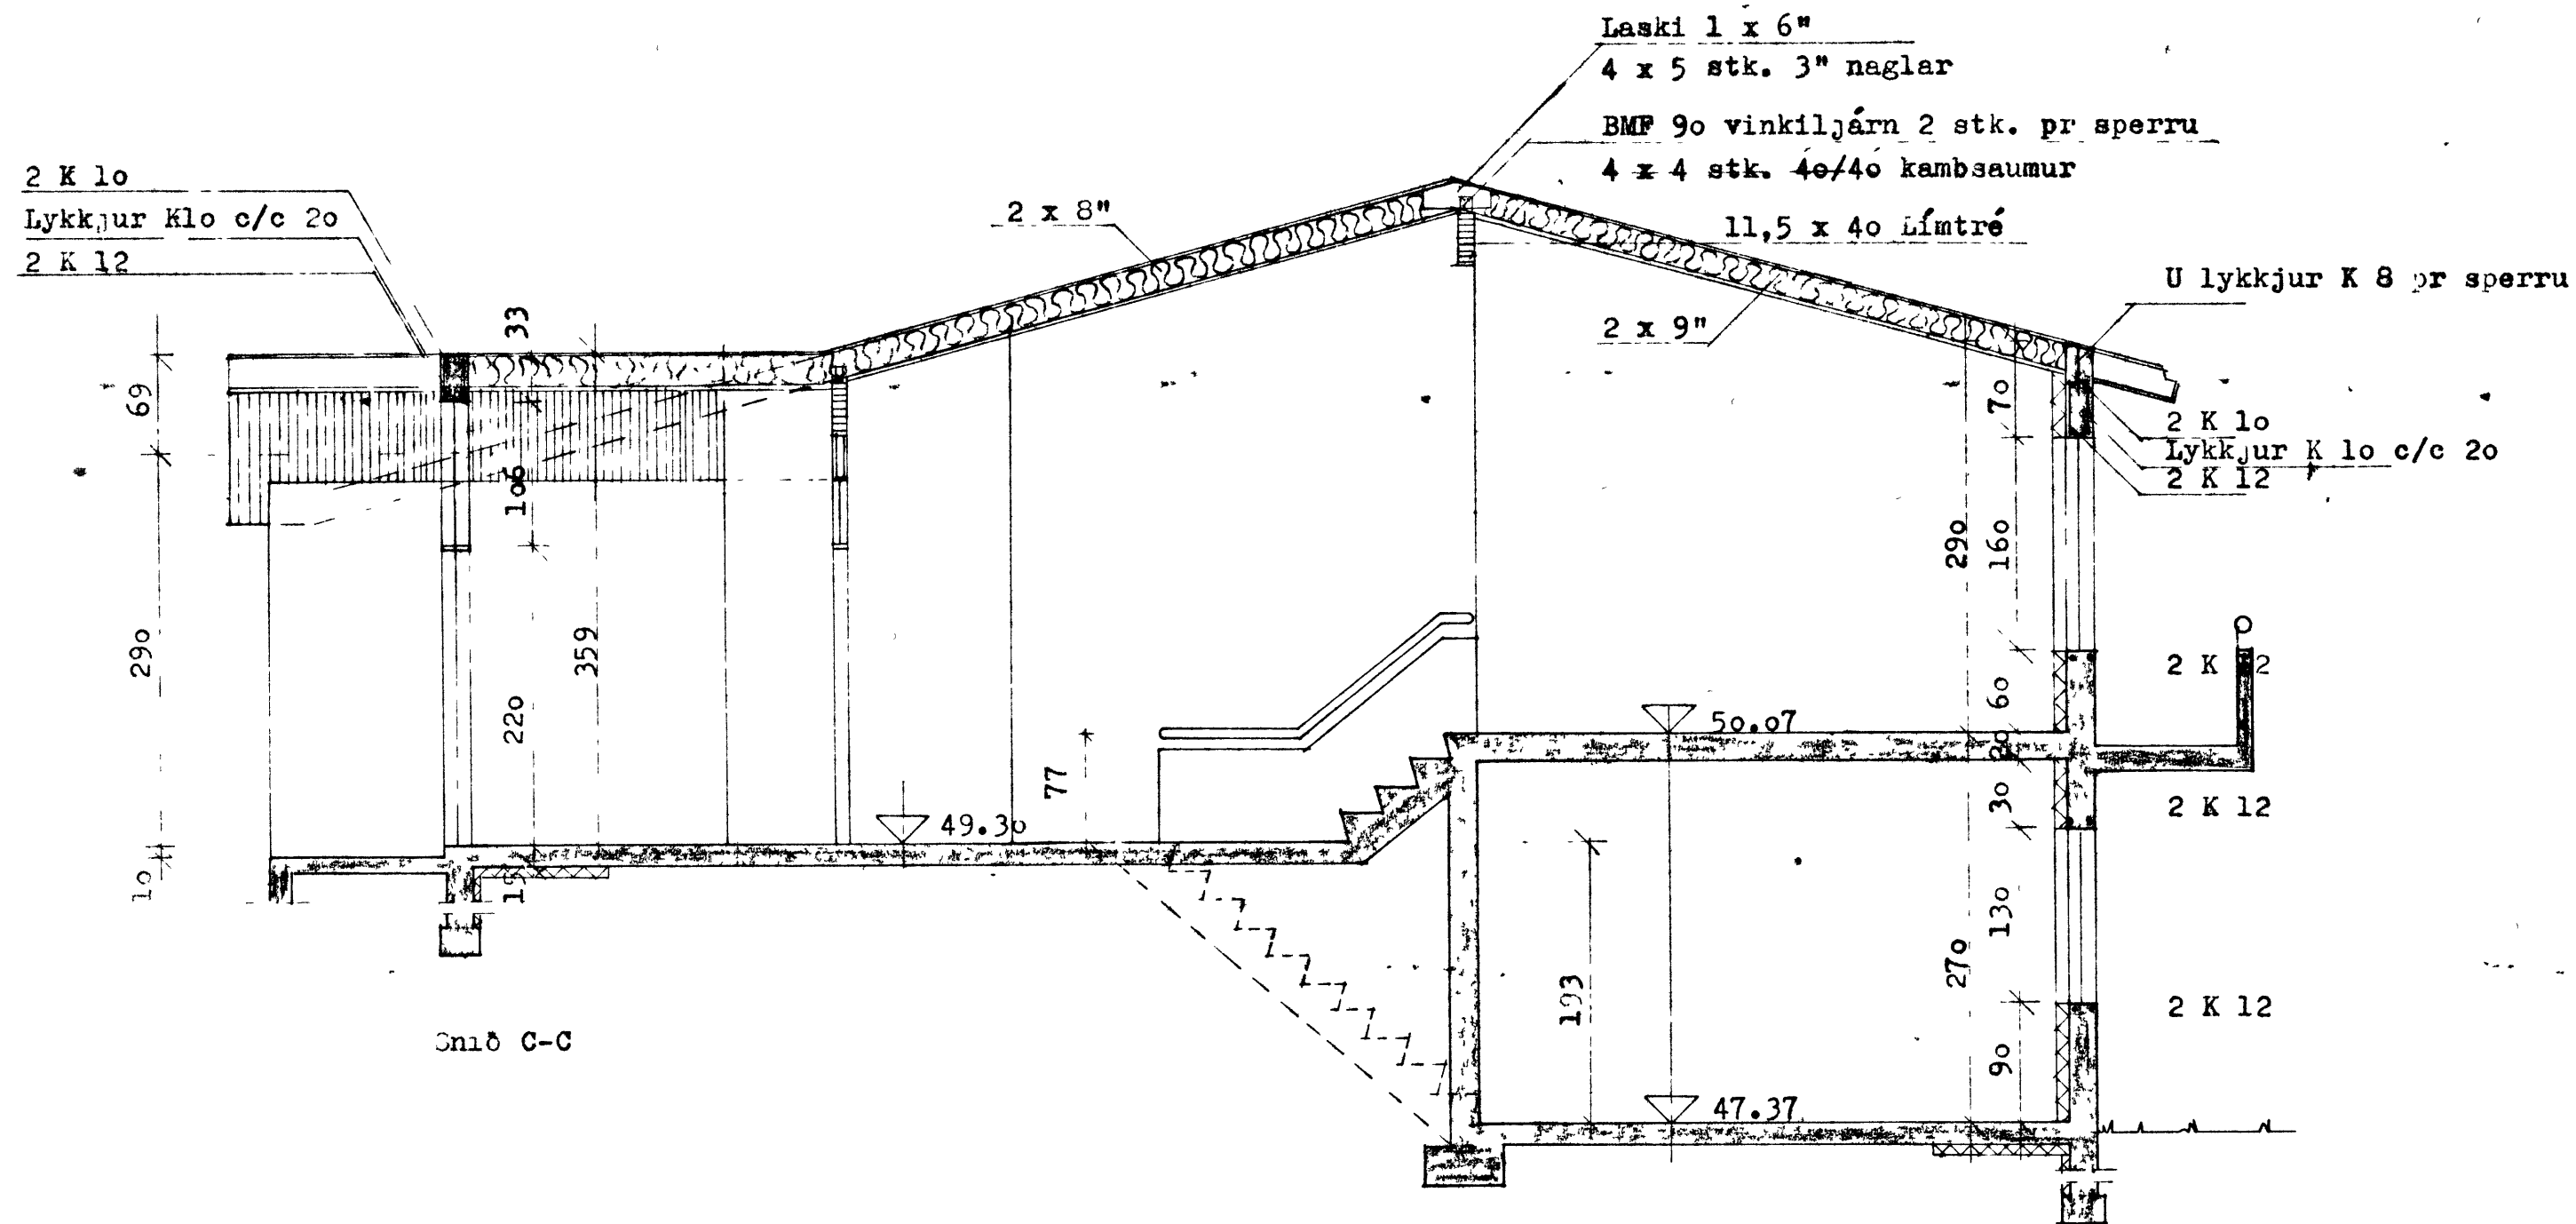 Laski 1 x 6"
4 x 5 stk. 3" naglar
BMF 9o vinkiljárn 2 stk. pr sperru
4 x 4 stk. 4o/4o kambsaumur
11,5 x 4o Límtré
2 K lo
Lykkjur Klo c/c 2o
2 K 12
2 x 8"
2 x 9"
U lykkjur K 8 pr sperru
2 K lo
Lykkjur K lo c/c 2o
2 K 12
33
69
106
29o
359
22o
1o
15
77
49.3o
5o.o7
47.37
7o
16o
29o
6o
2o
3o
13o
27o
9o
193
2 K 12
2 K 12
2 K 12
Snið C-C